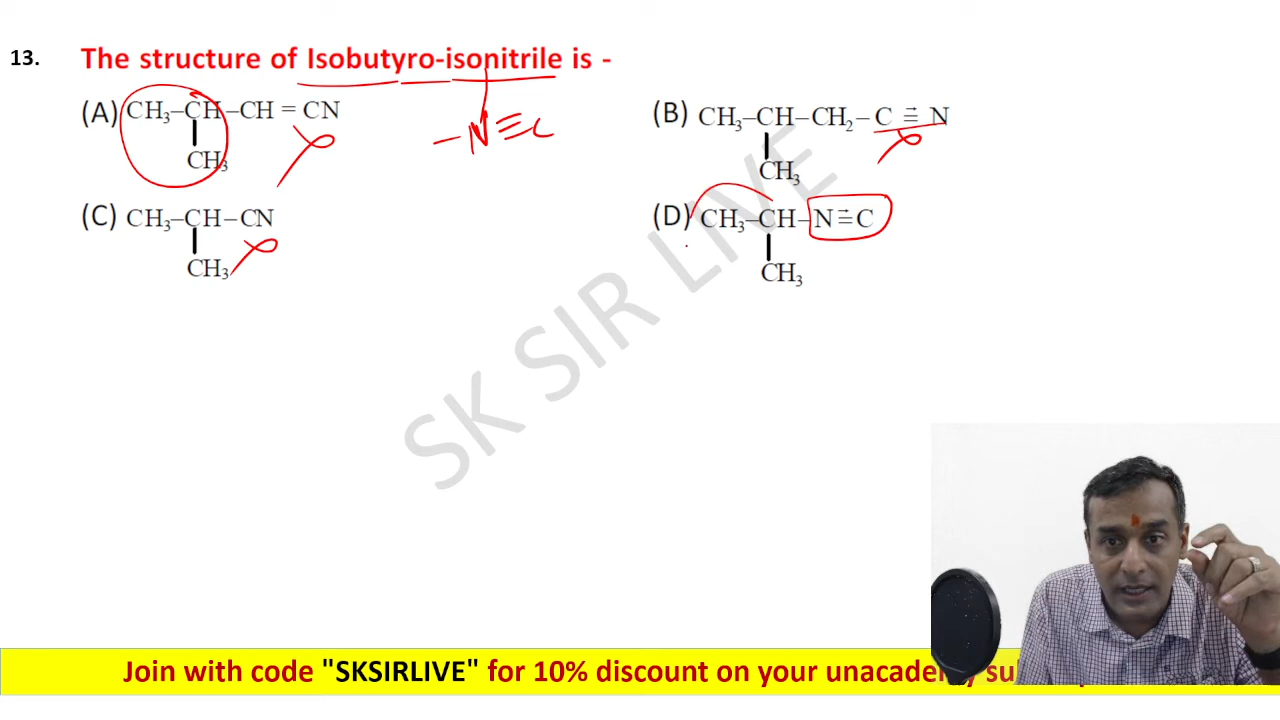 13. The structure of Isobutyro-isonitrile is -
(A) CH₃–CH–CH = CN
CH₃
–N≡C
(B) CH₃–CH–CH₂–C ≡ N
CH₃
(C) CH₃–CH–CN
CH₃
(D) CH₃–CH–N≡C
CH₃
SK SIR LIVE
Join with code "SKSIRLIVE" for 10% discount on your unacademy